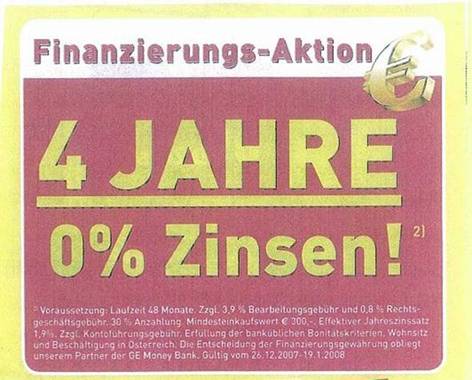 Finanzierungs-Aktion
€
4 JAHRE
0% Zinsen! 2)
2) Voraussetzung: Laufzeit 48 Monate. Zzgl. 3,9 % Bearbeitungsgebühr und 0,8 % Rechts-
geschäftsgebühr. 30 % Anzahlung. Mindesteinkaufswert € 300,-. Effektiver Jahreszinssatz
1,9%. Zzgl. Kontoführungsgebühr. Erfüllung der banküblichen Bonitätskriterien. Wohnsitz
und Beschäftigung in Österreich. Die Entscheidung der Finanzierungsgewährung obliegt
unserem Partner der GE Money Bank. Gültig vom 26.12.2007-19.1.2008